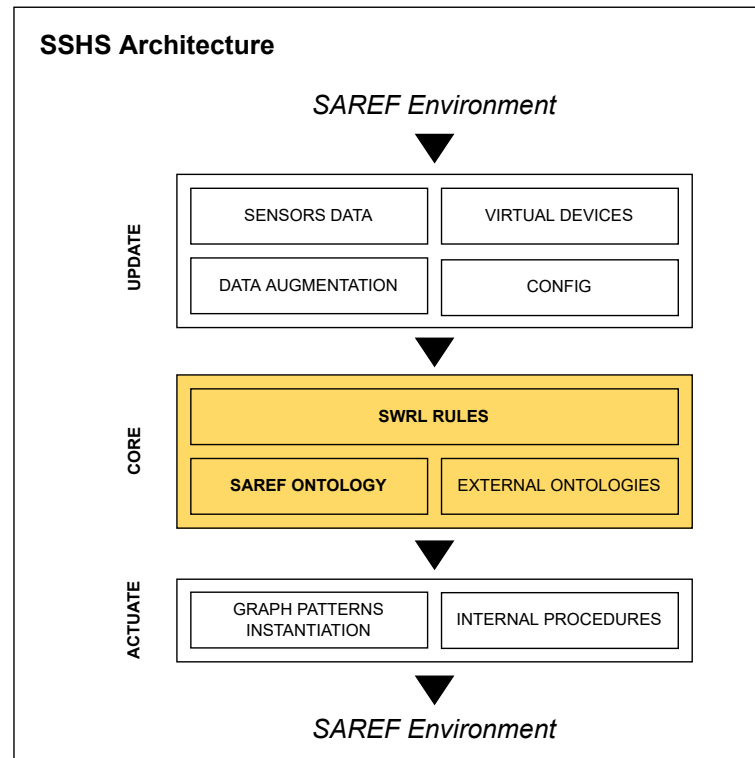 SSHS Architecture
SAREF Environment
UPDATE
SENSORS DATA
VIRTUAL DEVICES
DATA AUGMENTATION
CONFIG
CORE
SWRL RULES
SAREF ONTOLOGY
EXTERNAL ONTOLOGIES
ACTUATE
GRAPH PATTERNS
INSTANTIATION
INTERNAL PROCEDURES
SAREF Environment